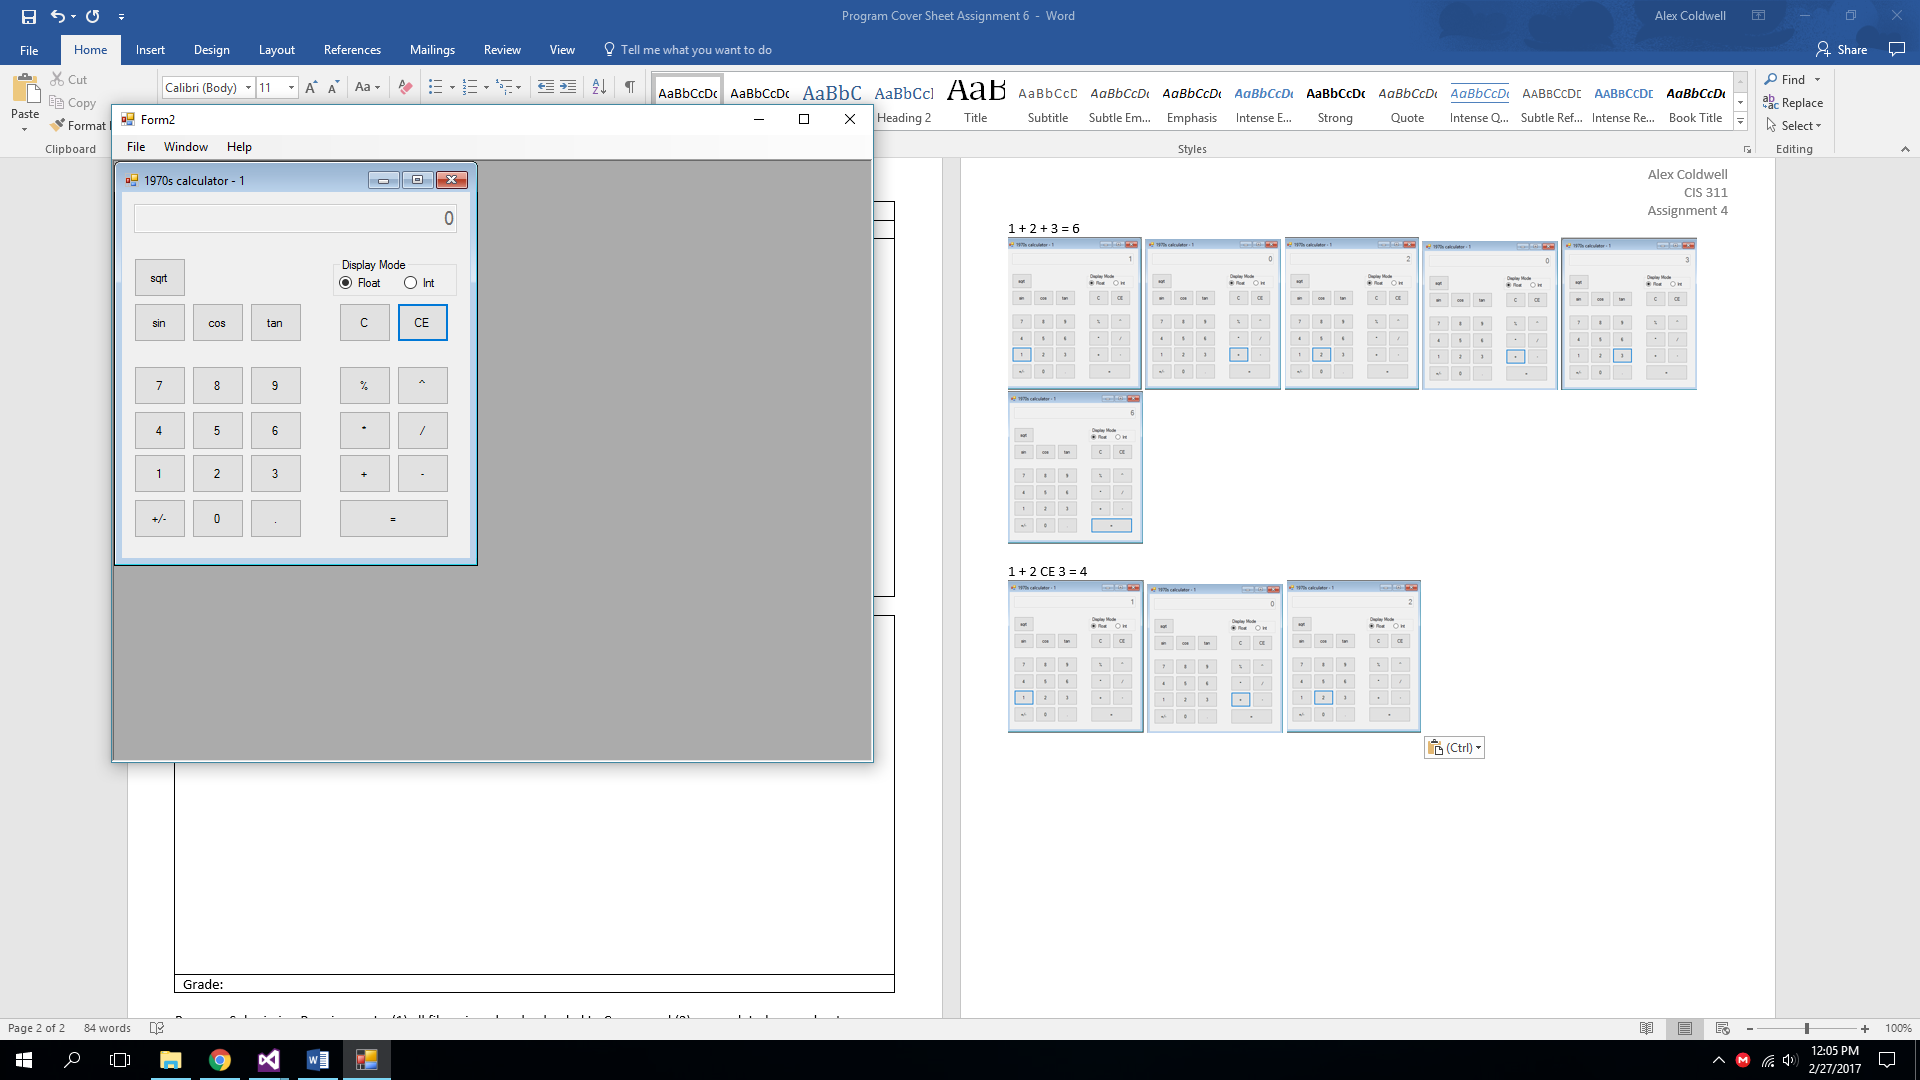 Program Cover Sheet Assignment 6 - Word
Alex Coldwell
File
Home
Insert
Design
Layout
References
Mailings
Review
View
Tell me what you want to do
Share
Paste
Cut
Copy
Format
Clipboard
Calibri (Body)
11
Aa
AaBbCcDc
AaBbCcDc
AaBbC
AaBbCcI
AaB
AaBbCcD
AaBbCcDc
AaBbCcDc
AaBbCcDc
AaBbCcDc
AaBbCcDc
AaBbCcDc
AABBCCDE
AABBCCDE
AaBbCcDc
Heading 2
Title
Subtitle
Subtle Em...
Emphasis
Intense E...
Strong
Quote
Intense Q...
Subtle Ref...
Intense Re...
Book Title
Styles
Find
Replace
Select
Editing
Form2
File
Window
Help
1970s calculator - 1
0
sqrt
Display Mode
Float
Int
sin
cos
tan
C
CE
7
8
9
%
^
4
5
6
*
/
1
2
3
+
-
+/-
0
.
=
Grade:
Alex Coldwell
CIS 311
Assignment 4
1 + 2 + 3 = 6
1 + 2 CE 3 = 4
(Ctrl)
Page 2 of 2
84 words
100%
12:05 PM
2/27/2017